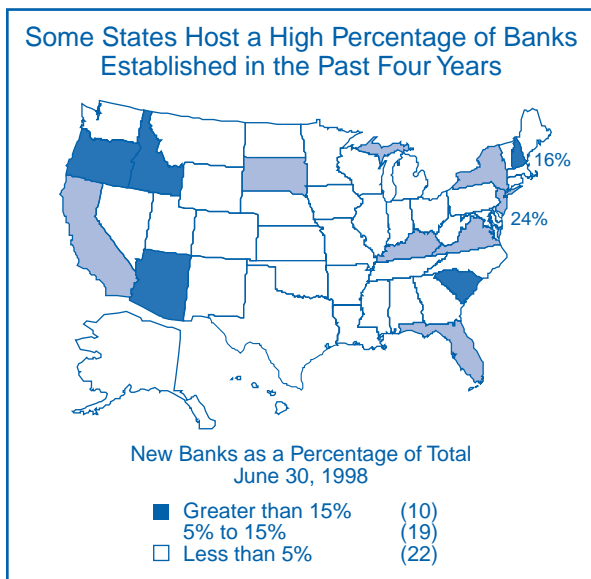 Some States Host a High Percentage of Banks
Established in the Past Four Years
16%
24%
New Banks as a Percentage of Total
June 30, 1998
Greater than 15% (10)
5% to 15% (19)
Less than 5% (22)